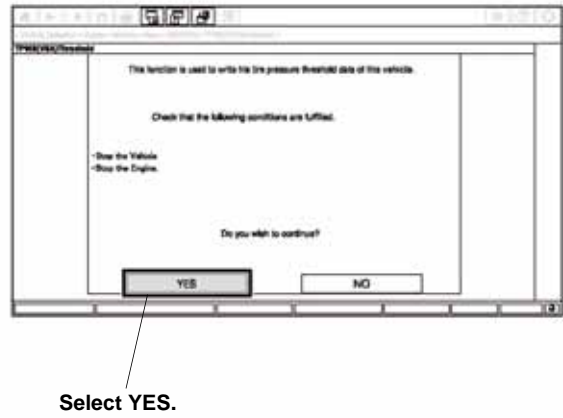 This function is used to write the tire pressure threshold data of this vehicle.
Check that the following conditions are fulfilled.
-Stop the Vehicle
-Stop the Engine.
Do you wish to continue?
YES NO
Select YES.